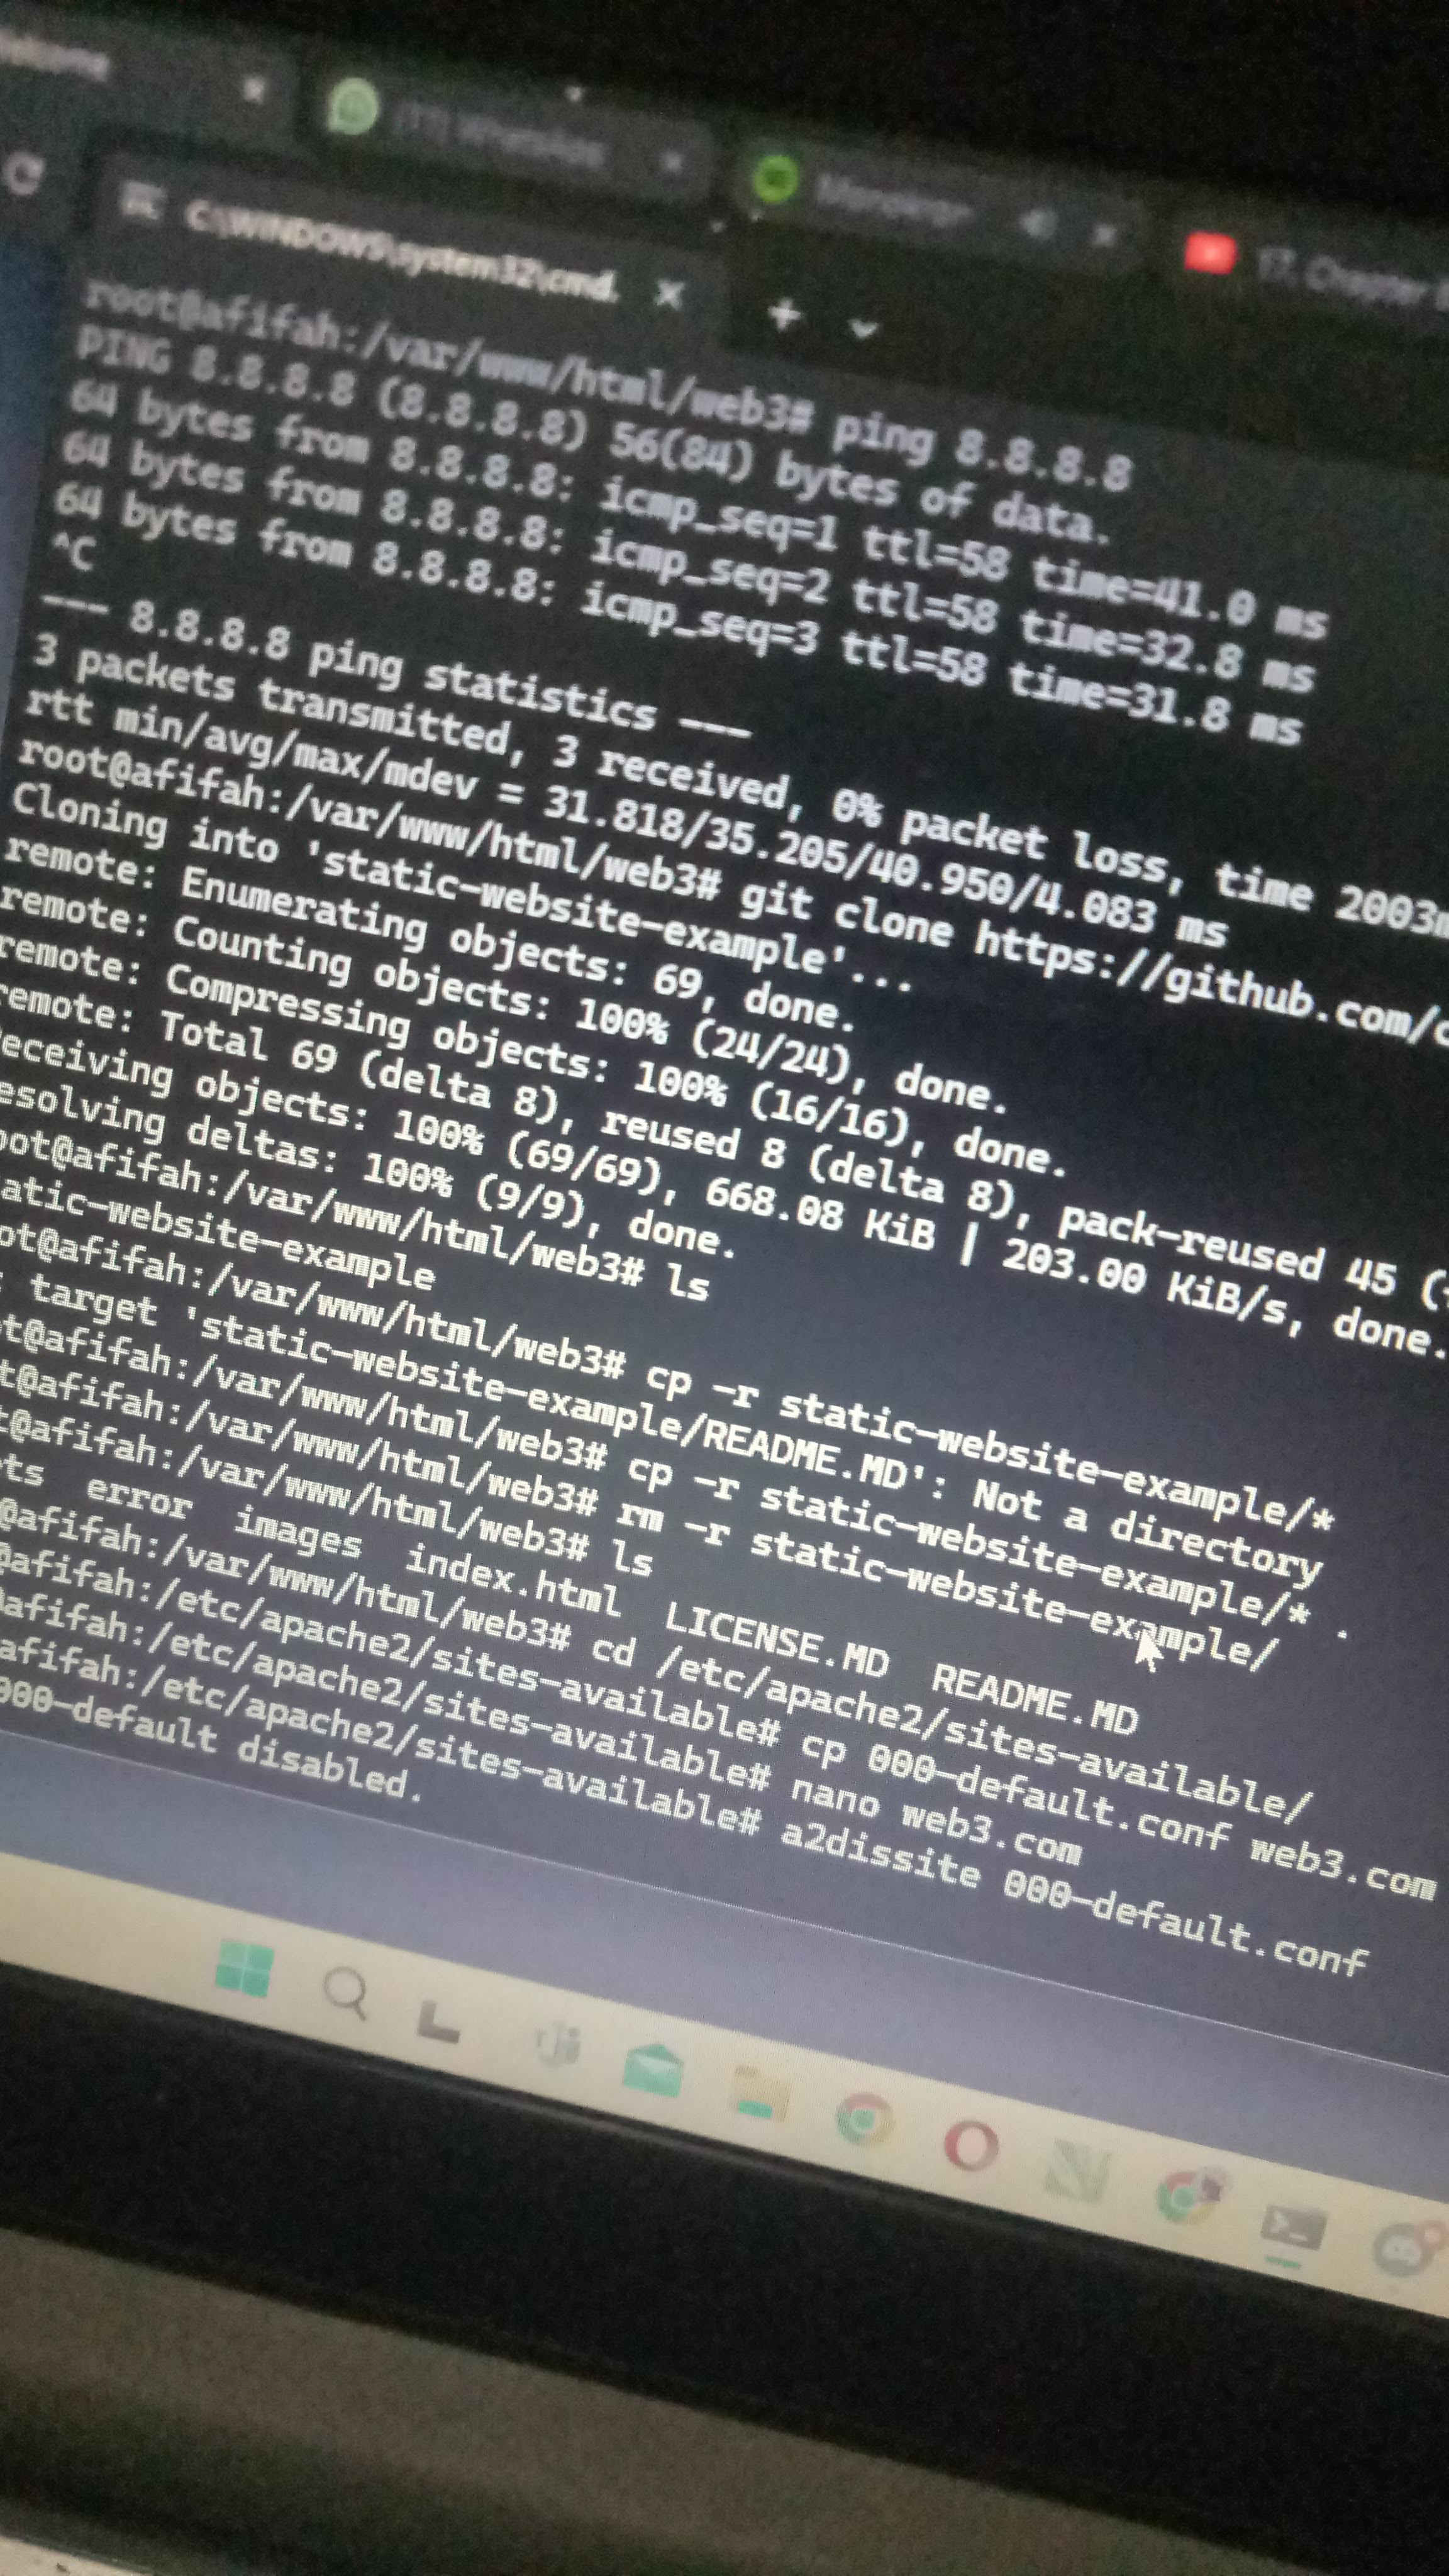 WhatsApp
C:\WINDOWS\system32\cmd.
17. Chapter
root@afifah:/var/www/html/web3# ping 8.8.8.8
PING 8.8.8.8 (8.8.8.8) 56(84) bytes of data.
64 bytes from 8.8.8.8: icmp_seq=1 ttl=58 time=41.0 ms
64 bytes from 8.8.8.8: icmp_seq=2 ttl=58 time=32.8 ms
64 bytes from 8.8.8.8: icmp_seq=3 ttl=58 time=31.8 ms
^C
--- 8.8.8.8 ping statistics ---
3 packets transmitted, 3 received, 0% packet loss, time 2003m
rtt min/avg/max/mdev = 31.818/35.205/40.950/4.083 ms
root@afifah:/var/www/html/web3# git clone https://github.com/c
Cloning into 'static-website-example'...
remote: Enumerating objects: 69, done.
remote: Counting objects: 100% (24/24), done.
remote: Compressing objects: 100% (16/16), done.
remote: Total 69 (delta 8), reused 8 (delta 8), pack-reused 45 (
eceiving objects: 100% (69/69), 668.08 KiB | 203.00 KiB/s, done.
esolving deltas: 100% (9/9), done.
oot@afifah:/var/www/html/web3# ls
atic-website-example
ot@afifah:/var/www/html/web3# cp -r static-website-example/*
: target 'static-website-example/README.MD': Not a directory
t@afifah:/var/www/html/web3# cp -r static-website-example/* .
t@afifah:/var/www/html/web3# rm -r static-website-example/
t@afifah:/var/www/html/web3# ls
ts error images index.html LICENSE.MD README.MD
@afifah:/var/www/html/web3# cd /etc/apache2/sites-available/
@afifah:/etc/apache2/sites-available# cp 000-default.conf web3.com
afifah:/etc/apache2/sites-available# nano web3.com
afifah:/etc/apache2/sites-available# a2dissite 000-default.conf
000-default disabled.